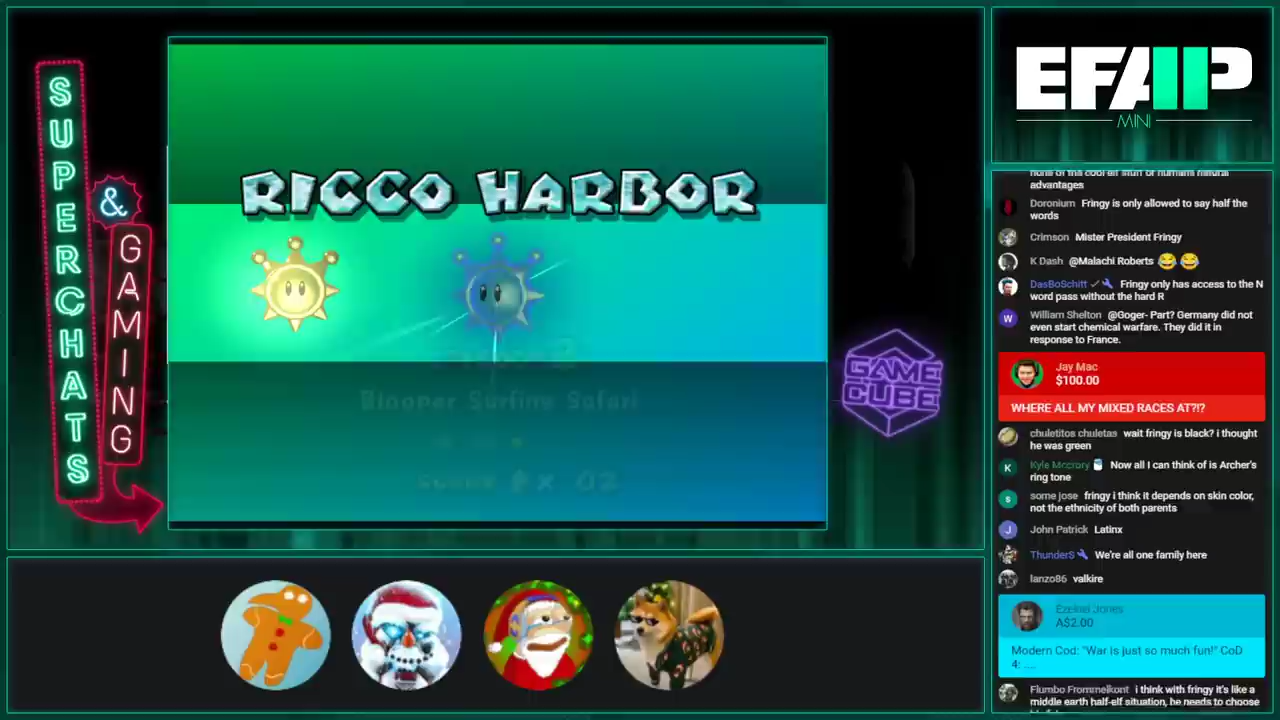 SUPERCHATS
&
GAMING
RICCO HARBOR
Blooper Surfing Safari
GAME
CUBE
EFAP
MINI
advantages
Doronium Fringy is only allowed to say half the
words
Crimson Mister President Fringy
K Dash @Malachi Roberts 😂 😂
DasBoSchitt Fringy only has access to the N
word pass without the hard R
W William Shelton @Goger- Part? Germany did not
even start chemical warfare. They did it in
response to France.
Jay Mac
$100.00
WHERE ALL MY MIXED RACES AT?!?
chuletitos chuletas wait fringy is black? i thought
he was green
K Kyle Mccrory Now all I can think of is Archer's
ring tone
s some jose fringy i think it depends on skin color,
not the ethnicity of both parents
J John Patrick Latinx
ThunderS We're all one family here
lanzo86 valkire
Ezekiel Jones
A$2.00
Modern Cod: "War is just so much fun!" CoD
4: ....
Flumbo Frommelkont i think with fringy it's like a
middle earth half-elf situation, he needs to choose